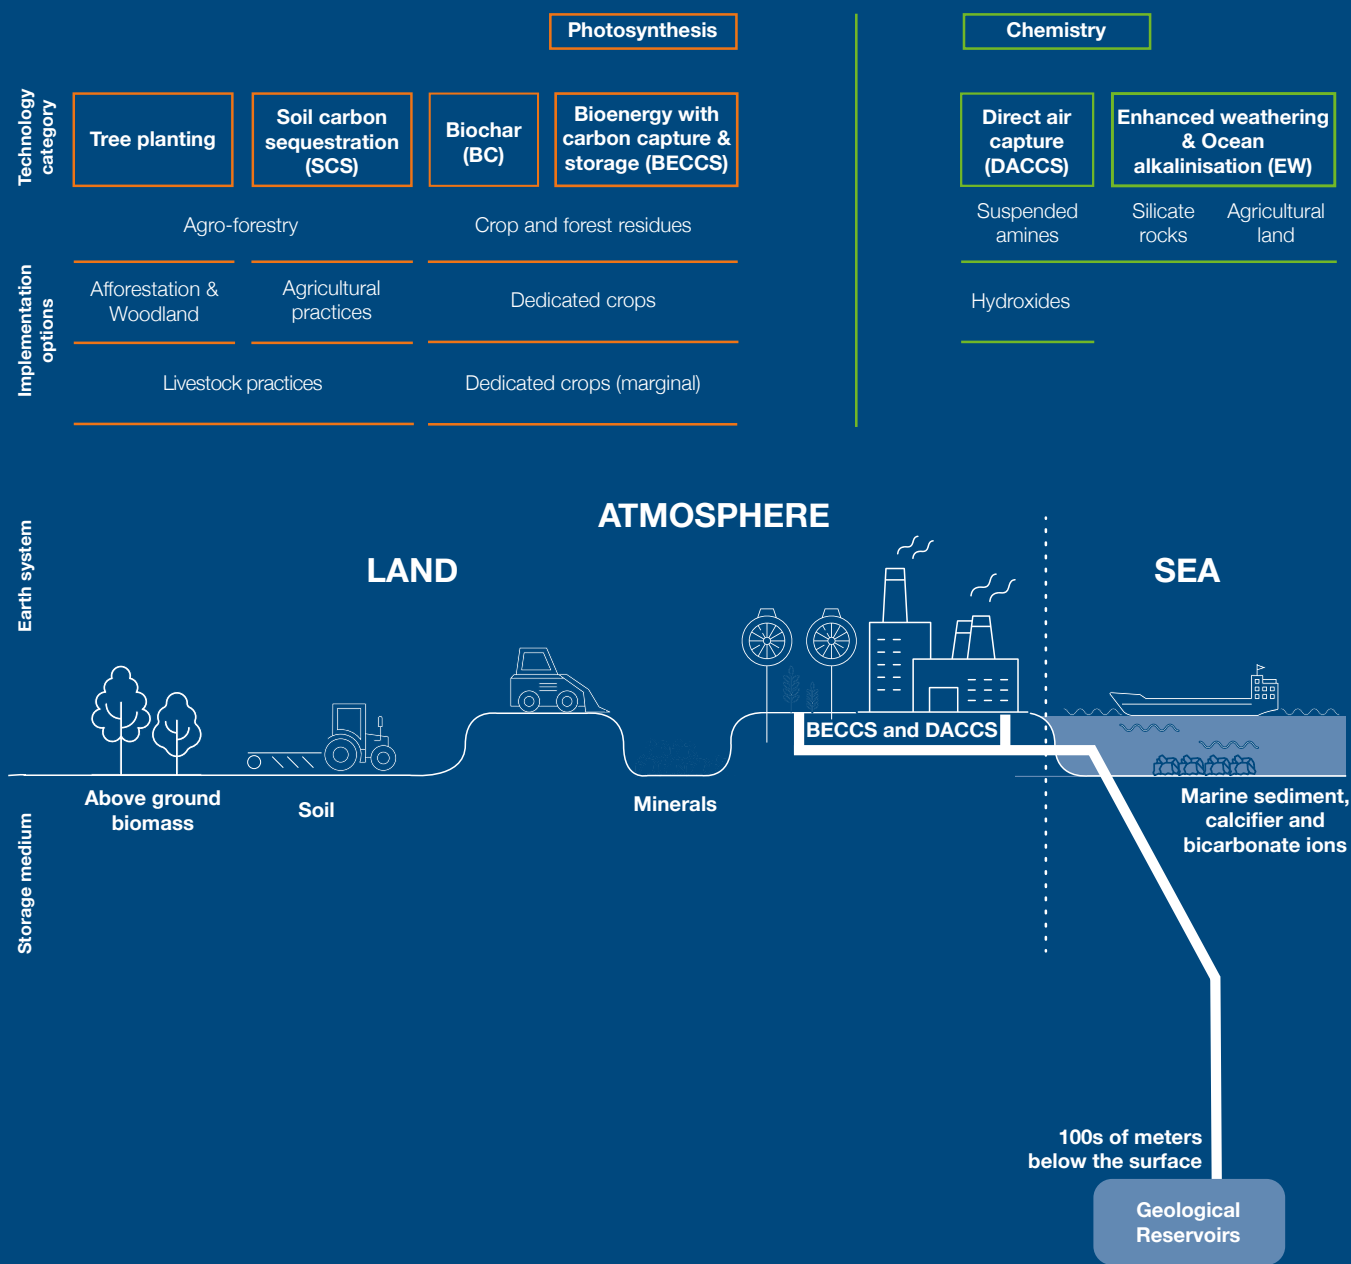 Photosynthesis
Chemistry
Technology
category
Tree planting
Soil carbon
sequestration
(SCS)
Biochar
(BC)
Bioenergy with
carbon capture &
storage (BECCS)
Direct air
capture
(DACCS)
Enhanced weathering
& Ocean
alkalinisation (EW)
Implementation
options
Agro-forestry
Crop and forest residues
Suspended
amines
Silicate
rocks
Agricultural
land
Afforestation &
Woodland
Agricultural
practices
Dedicated crops
Hydroxides
Livestock practices
Dedicated crops (marginal)
Earth system
ATMOSPHERE
LAND
SEA
BECCS and DACCS
Storage medium
Above ground
biomass
Soil
Minerals
Marine sediment,
calcifier and
bicarbonate ions
100s of meters
below the surface
Geological
Reservoirs